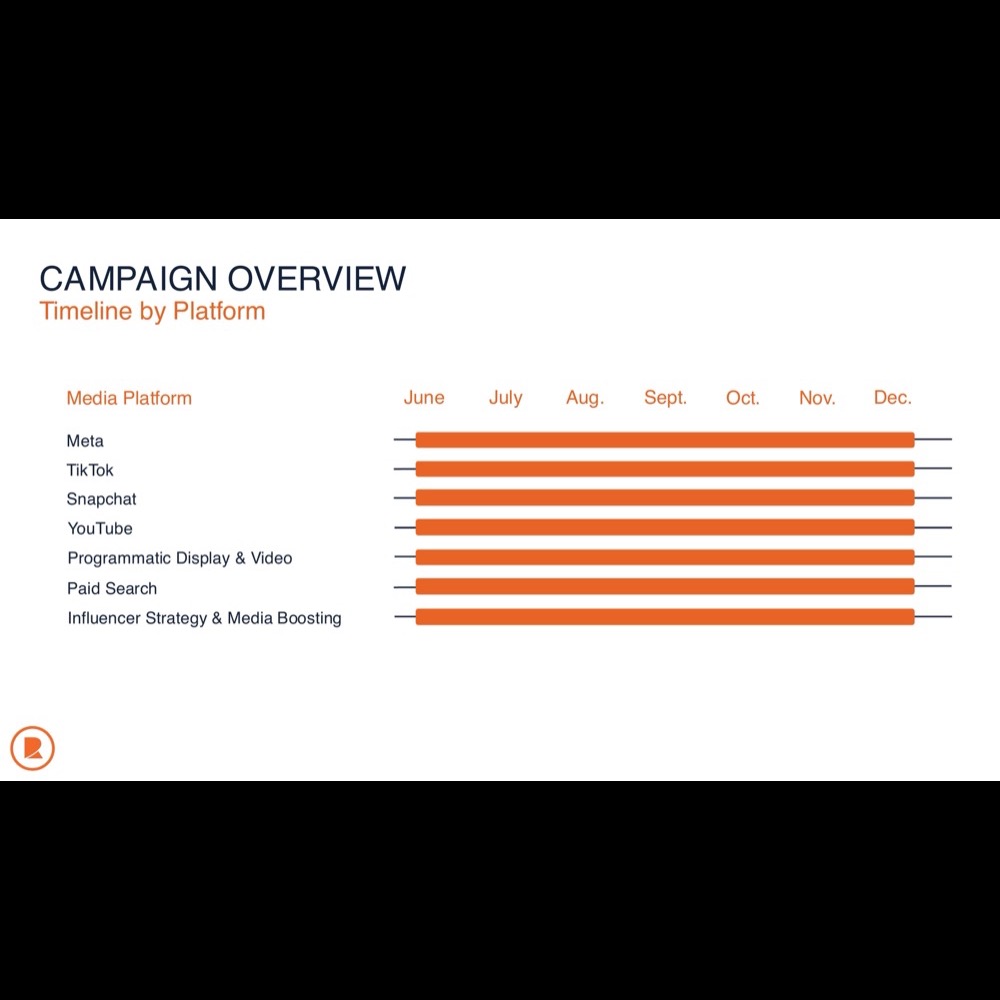 CAMPAIGN OVERVIEW
Timeline by Platform
Media Platform June July Aug. Sept. Oct. Nov. Dec.
Meta
TikTok
Snapchat
YouTube
Programmatic Display & Video
Paid Search
Influencer Strategy & Media Boosting
R